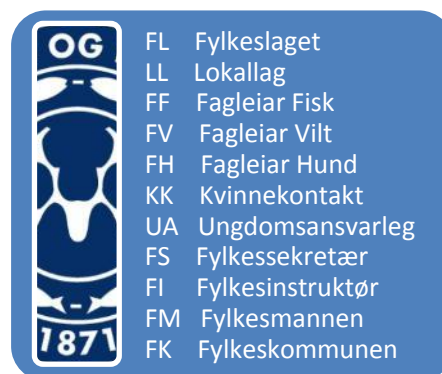 OG
1871
FL Fylkeslaget
LL Lokallag
FF Fagleiar Fisk
FV Fagleiar Vilt
FH Fagleiar Hund
KK Kvinnekontakt
UA Ungdomsansvarleg
FS Fylkessekretær
FI Fylkesinstruktør
FM Fylkesmannen
FK Fylkeskommunen